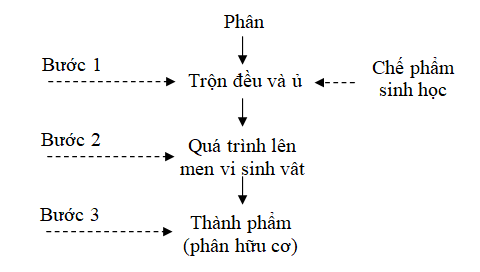 Phân
Bước 1
Trộn đều và ủ
Chế phẩm
sinh học
Bước 2
Quá trình lên
men vi sinh vât
Bước 3
Thành phẩm
(phân hữu cơ)